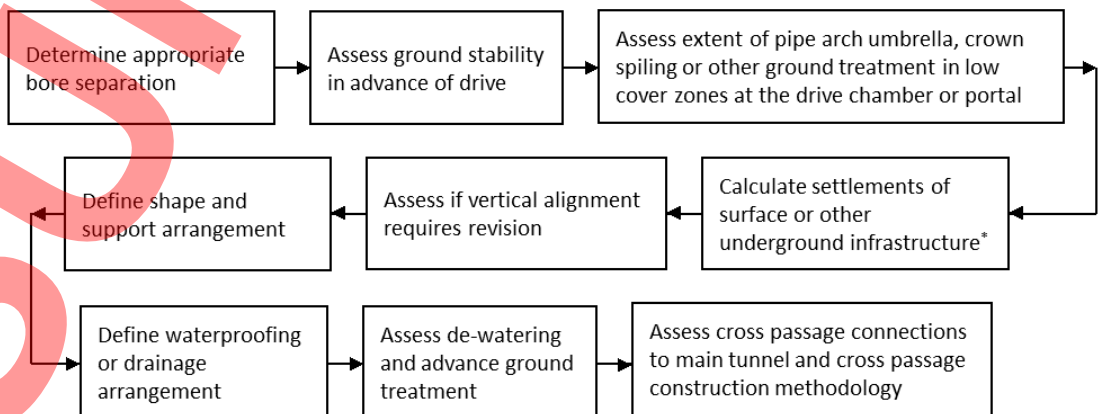 Determine appropriate
bore separation
Assess ground stability
in advance of drive
Assess extent of pipe arch umbrella, crown
spiling or other ground treatment in low
cover zones at the drive chamber or portal
Calculate settlements of
surface or other
underground infrastructure*
Assess if vertical alignment
requires revision
Define shape and
support arrangement
Define waterproofing
or drainage
arrangement
Assess de-watering
and advance ground
treatment
Assess cross passage connections
to main tunnel and cross passage
construction methodology